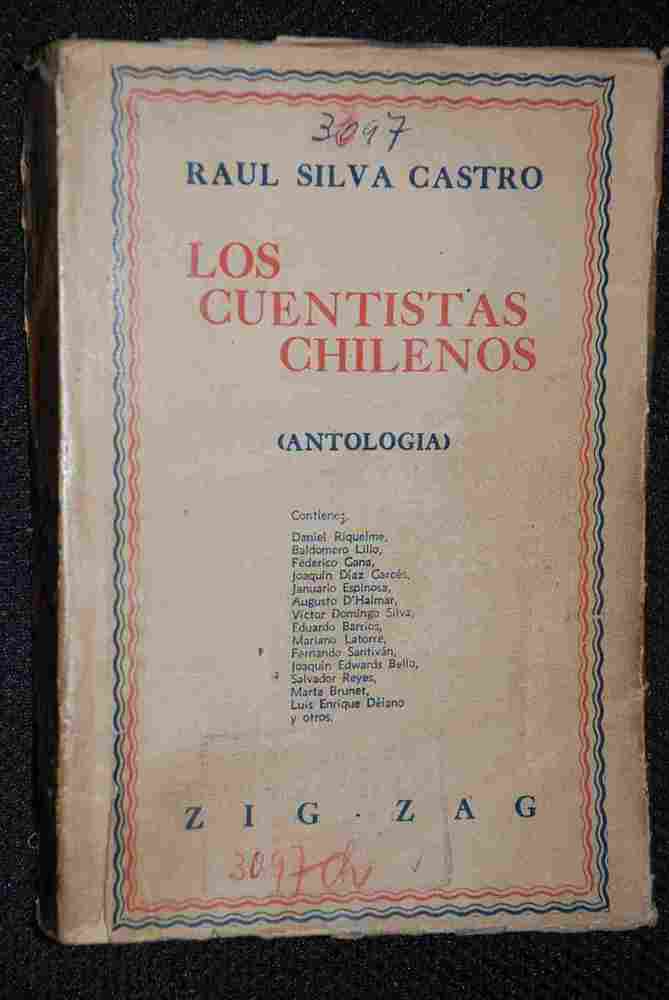 3097
RAUL SILVA CASTRO
LOS
CUENTISTAS
CHILENOS
(ANTOLOGIA)
Contiene:
Daniel Riquelme,
Baldomero Lillo,
Féderico Gana,
Joaquín Díaz Garcés,
Januario Espinosa,
Augusto D'Halmar,
Víctor Domingo Silva,
Eduardo Barrios,
Mariano Latorre,
Fernando Santiván,
Joaquín Edwards Bello,
Salvador Reyes,
Marta Brunet,
Luis Enrique Délano
y otros.
ZIG-ZAG
3097ch